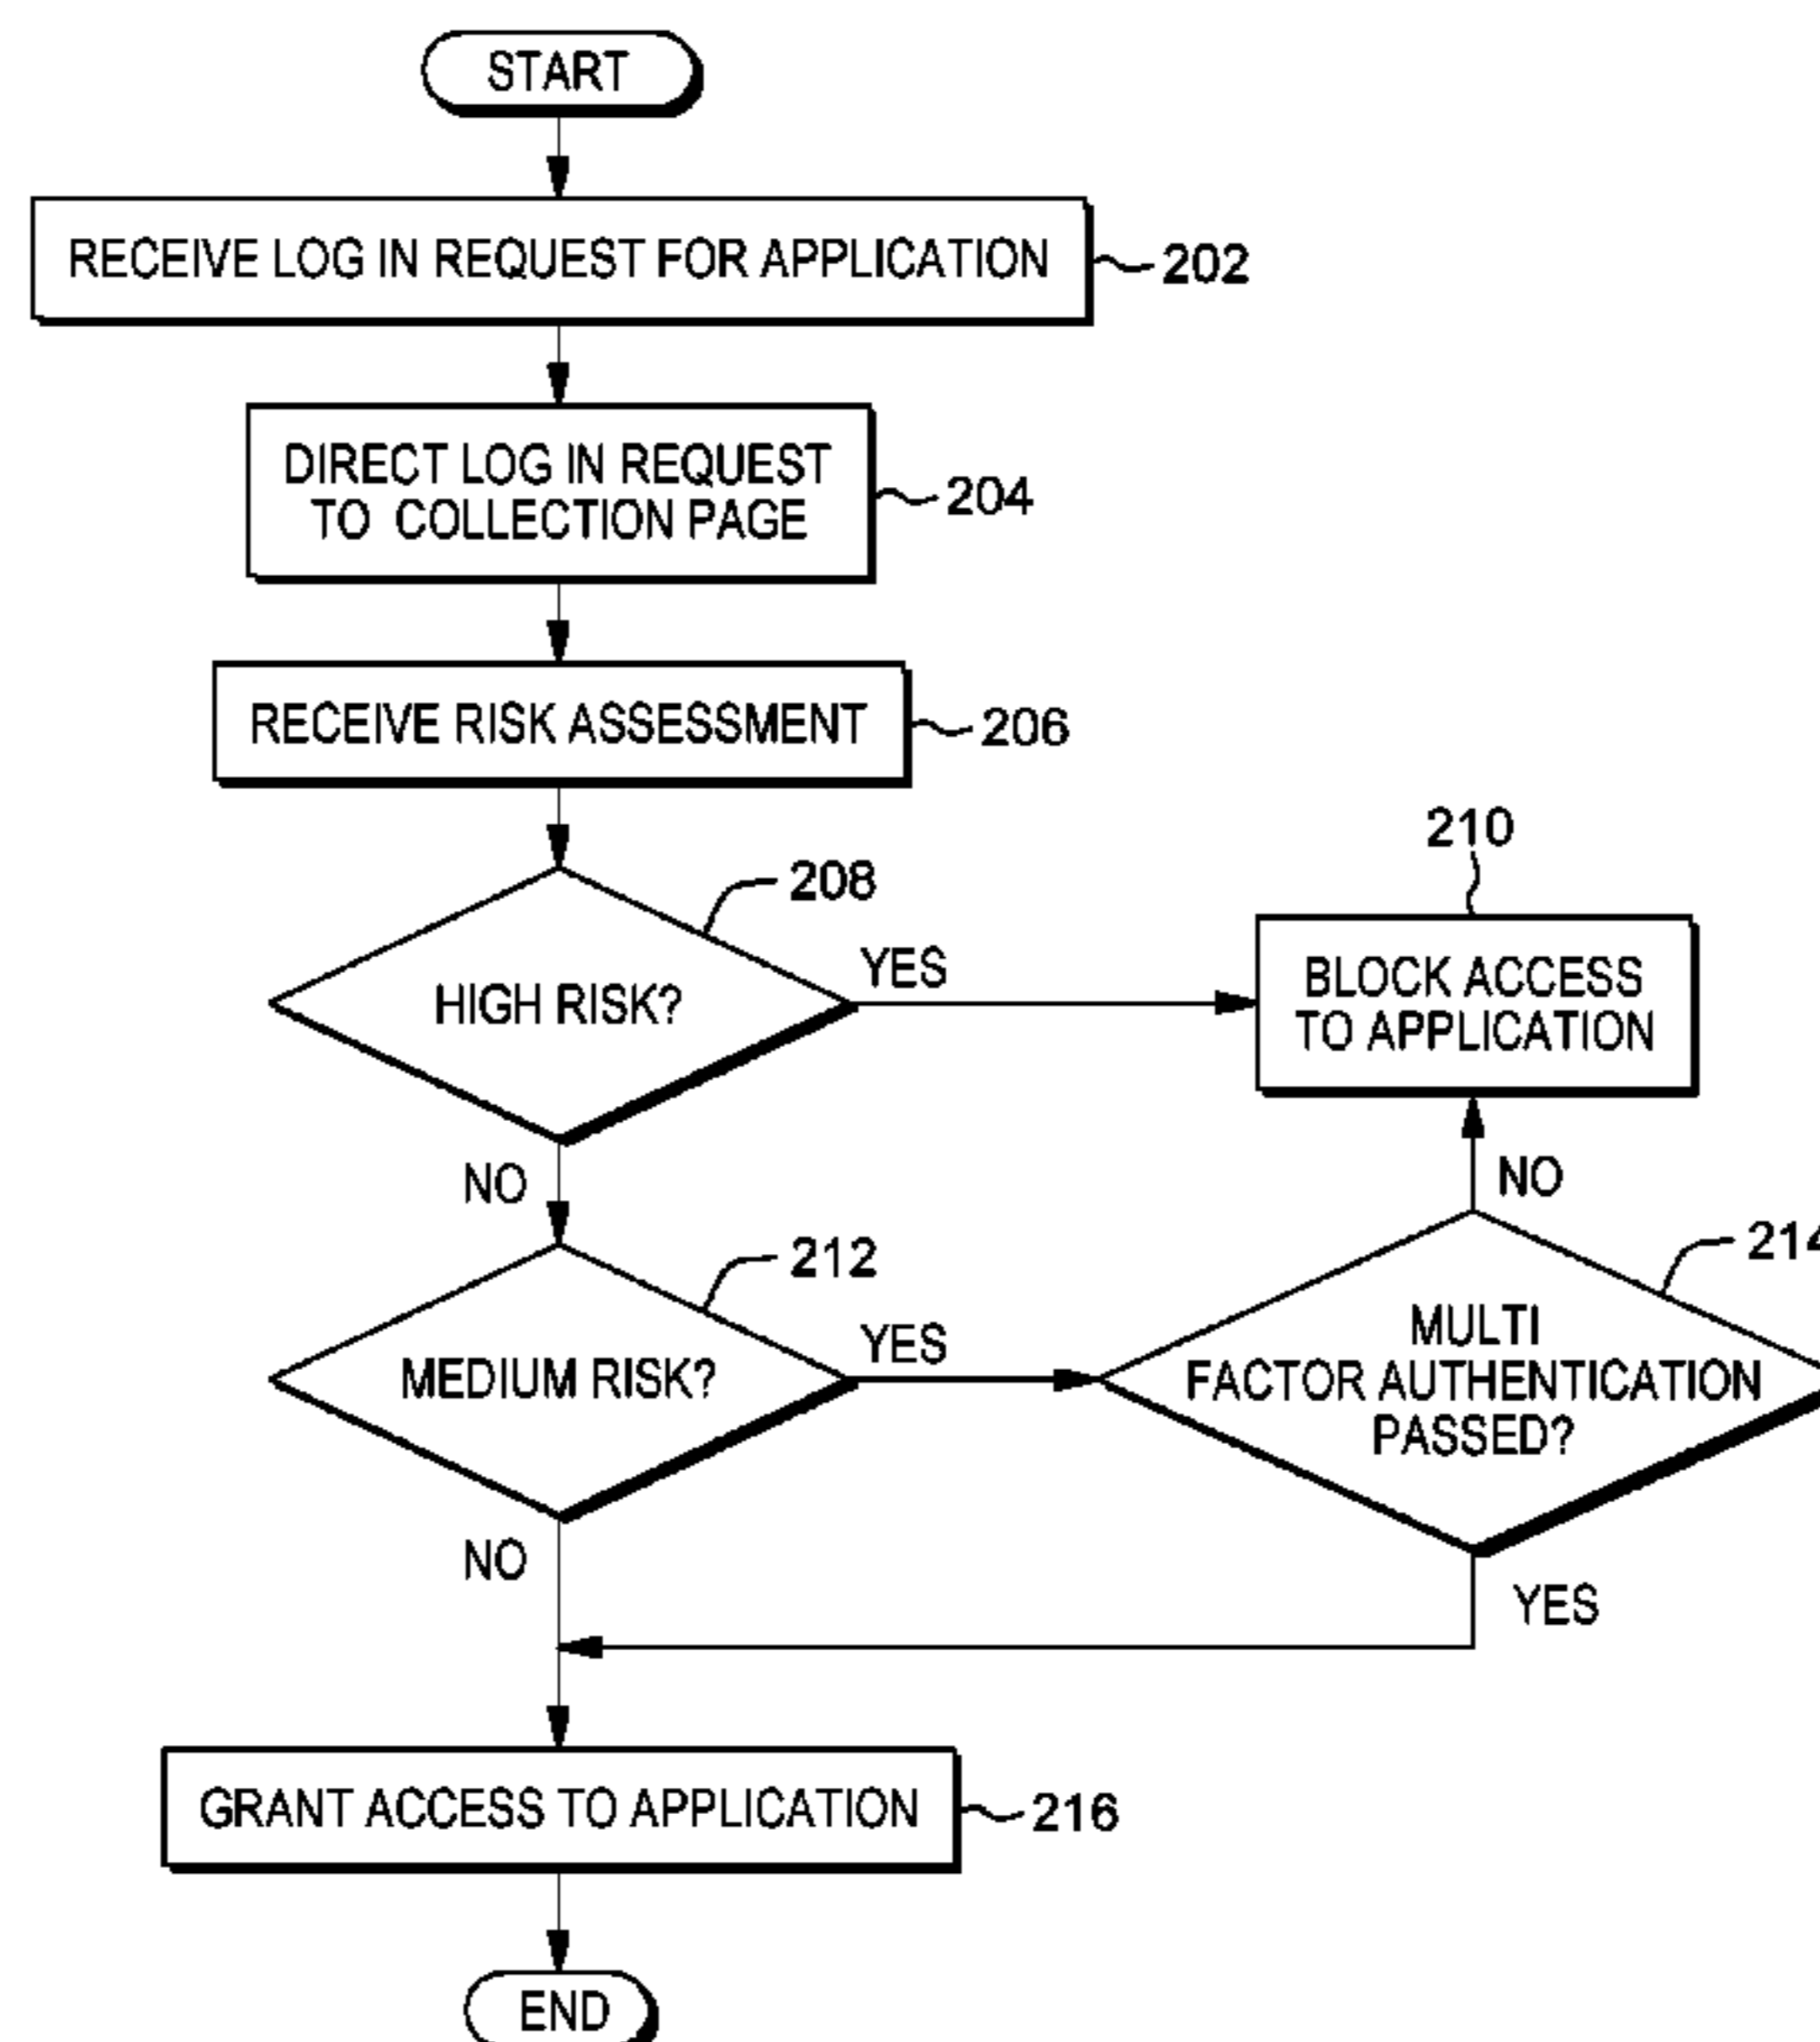 START
RECEIVE LOG IN REQUEST FOR APPLICATION
202
DIRECT LOG IN REQUEST
TO COLLECTION PAGE
204
RECEIVE RISK ASSESSMENT
206
208
HIGH RISK?
YES
NO
210
BLOCK ACCESS
TO APPLICATION
212
MEDIUM RISK?
YES
NO
NO
214
MULTI
FACTOR AUTHENTICATION
PASSED?
YES
GRANT ACCESS TO APPLICATION
216
END